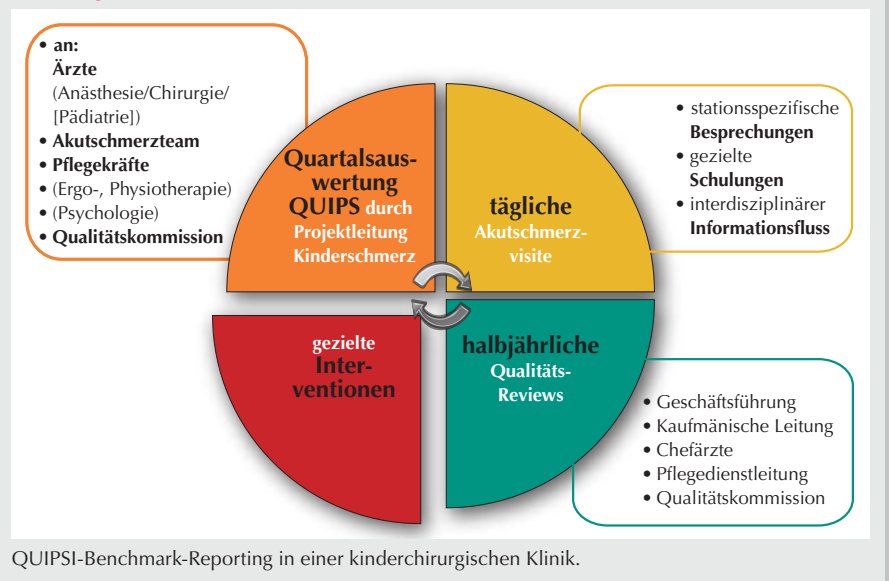 • an:
Ärzte
(Anästhesie/Chirurgie/
[Pädiatrie])
• Akutschmerzteam
• Pflegekräfte
• (Ergo-, Physiotherapie)
• (Psychologie)
• Qualitätskommission
Quartalsaus-
wertung
QUIPS durch
Projektleitung
Kinderschmerz
tägliche
Akutschmerz-
visite
• stationsspezifische
Besprechungen
• gezielte
Schulungen
• interdisziplinärer
Informationsfluss
gezielte
Inter-
ventionen
halbjährliche
Qualitäts-
Reviews
• Geschäftsführung
• Kaufmänische Leitung
• Chefärzte
• Pflegedienstleitung
• Qualitätskommission
QUIPSI-Benchmark-Reporting in einer kinderchirurgischen Klinik.